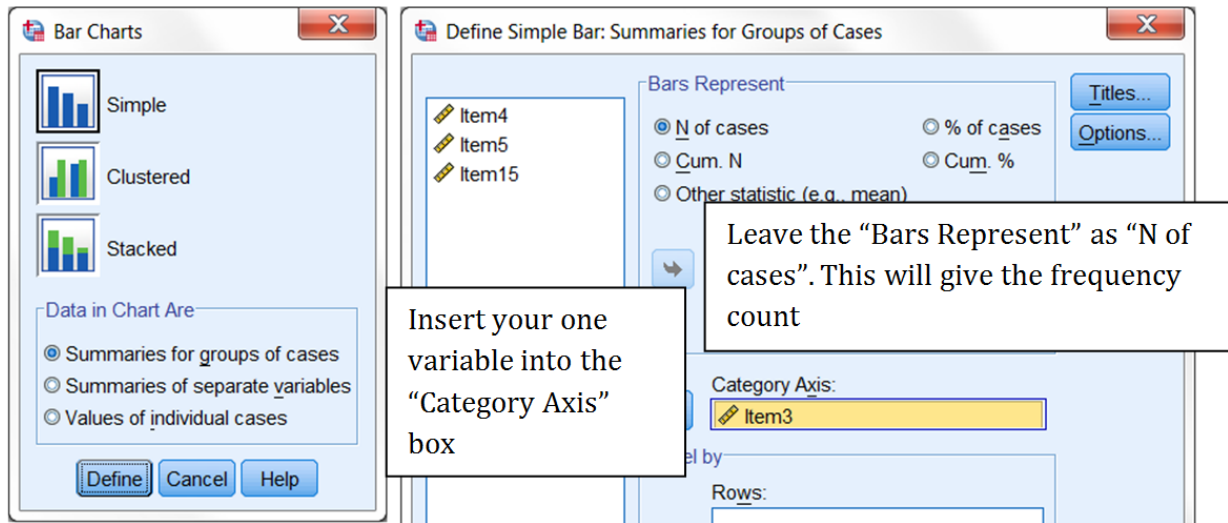 Bar Charts
Simple
Clustered
Stacked
Data in Chart Are
Summaries for groups of cases
Summaries of separate variables
Values of individual cases
Define Cancel Help
Define Simple Bar: Summaries for Groups of Cases
Item4
Item5
Item15
Bars Represent
N of cases
% of cases
Cum. N
Cum. %
Other statistic (e.g., mean)
Titles...
Options...
Leave the “Bars Represent” as “N of
cases”. This will give the frequency
count
Insert your one
variable into the
“Category Axis”
box
Category Axis:
Item3
by
Rows: